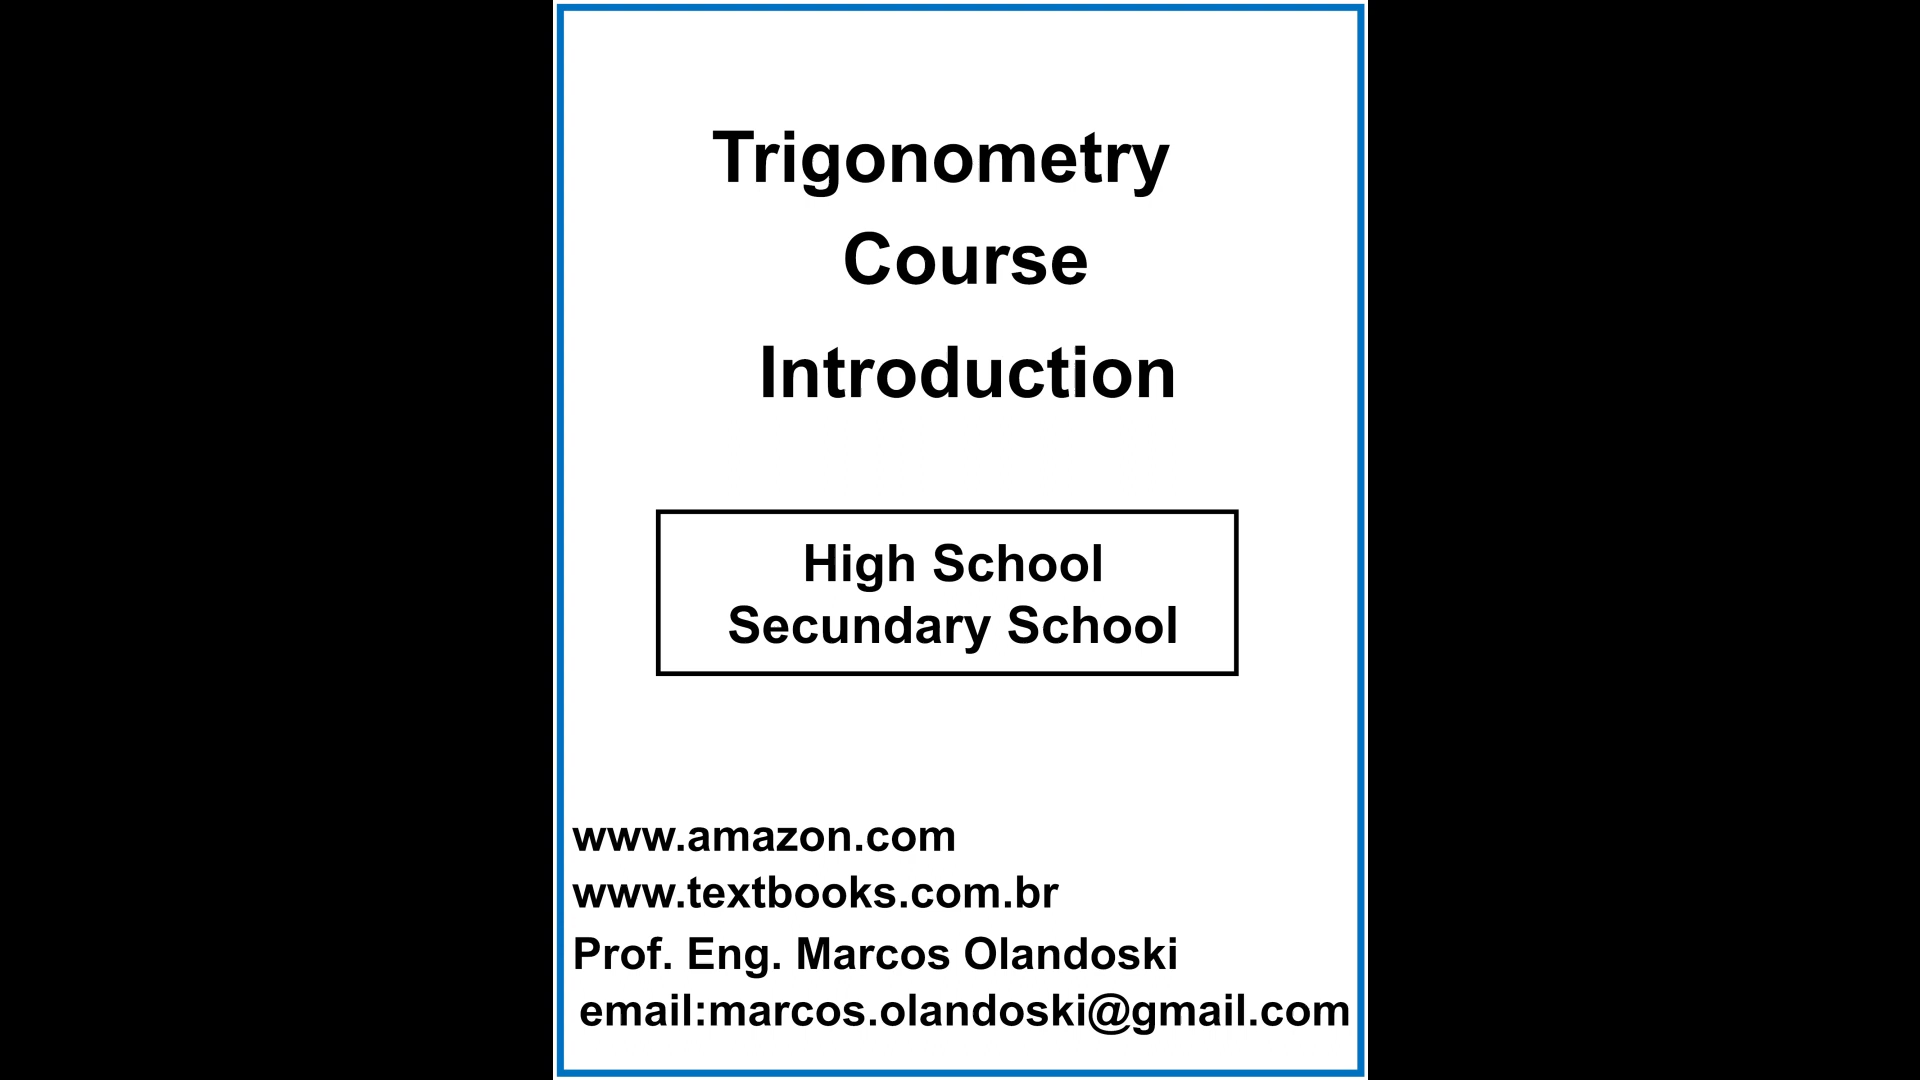 Trigonometry
Course
Introduction
High School
Secundary School
www.amazon.com
www.textbooks.com.br
Prof. Eng. Marcos Olandoski
email:marcos.olandoski@gmail.com